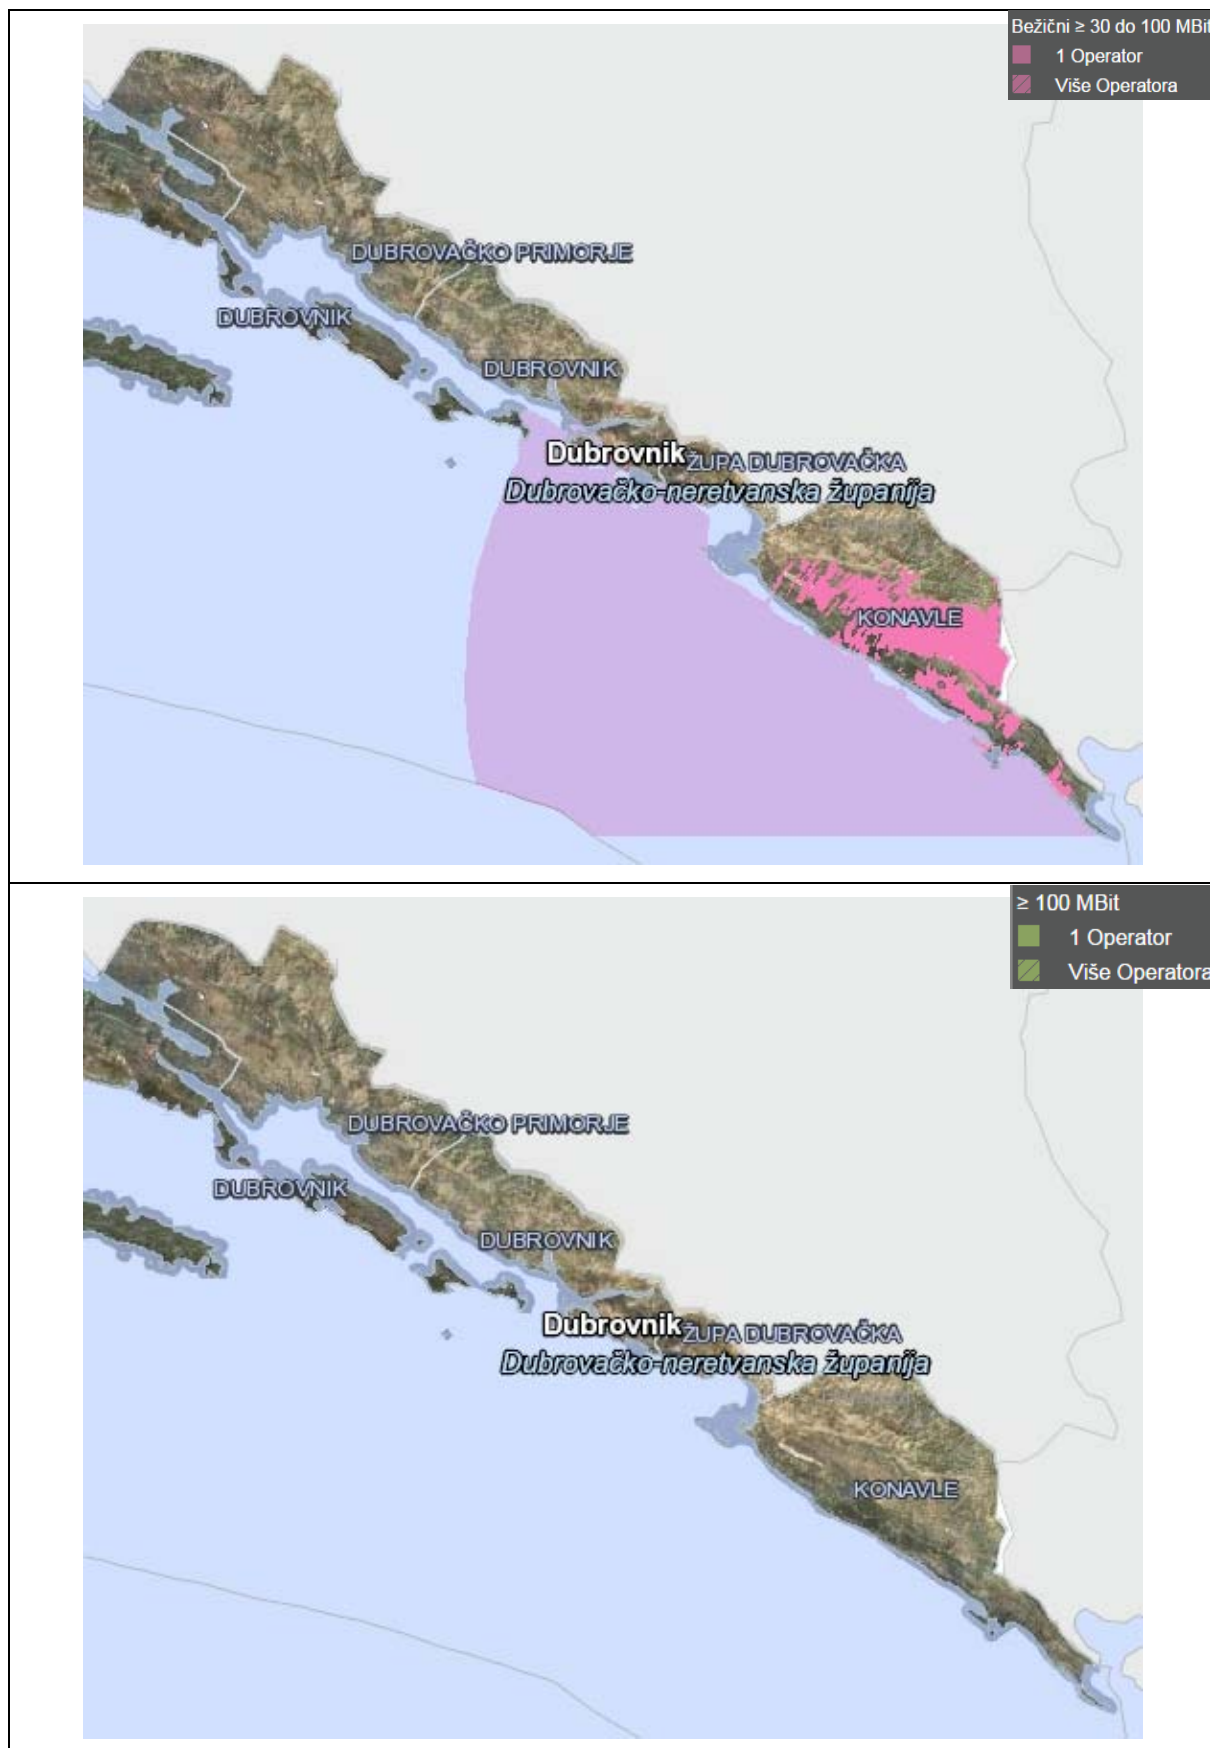 Bežični ≥ 30 do 100 MBit
1 Operator
Više Operatora
DUBROVAČKO PRIMORJE
DUBROVNIK
DUBROVNIK
Dubrovnik
ŽUPA DUBROVAČKA
Dubrovačko-neretvanska županija
KONAVLE
≥ 100 MBit
1 Operator
Više Operatora
DUBROVAČKO PRIMORJE
DUBROVNIK
DUBROVNIK
Dubrovnik
ŽUPA DUBROVAČKA
Dubrovačko-neretvanska županija
KONAVLE